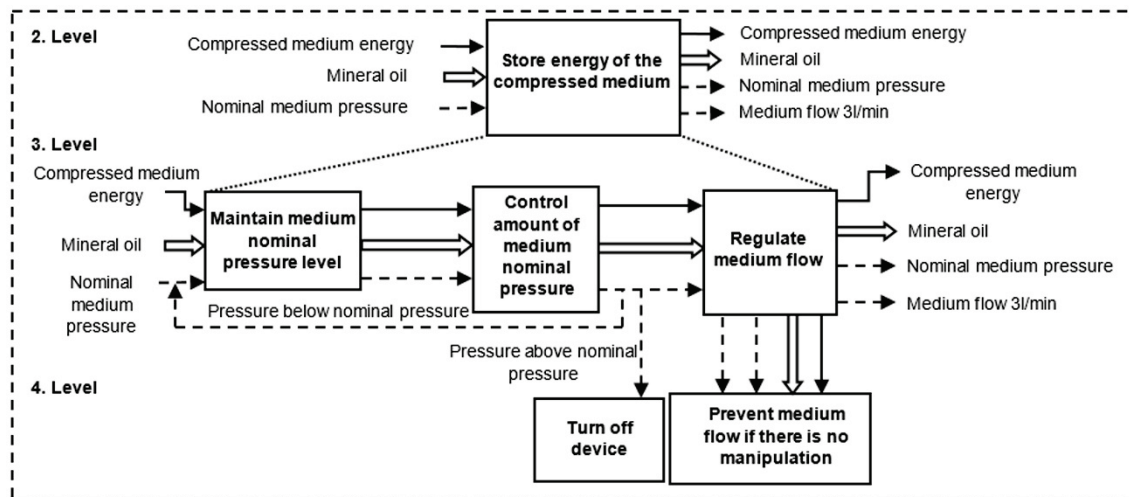 2. Level
Compressed medium energy
Mineral oil
Nominal medium pressure
Store energy of the
compressed medium
Compressed medium energy
Mineral oil
Nominal medium pressure
Medium flow 3l/min
3. Level
Compressed medium
energy
Mineral oil
Nominal
medium
pressure
Maintain medium
nominal
pressure level
Control
amount of
medium
nominal
pressure
Regulate
medium flow
Compressed medium
energy
Mineral oil
Nominal medium pressure
Medium flow 3l/min
Pressure below nominal pressure
Pressure above nominal
pressure
4. Level
Turn off
device
Prevent medium
flow if there is no
manipulation